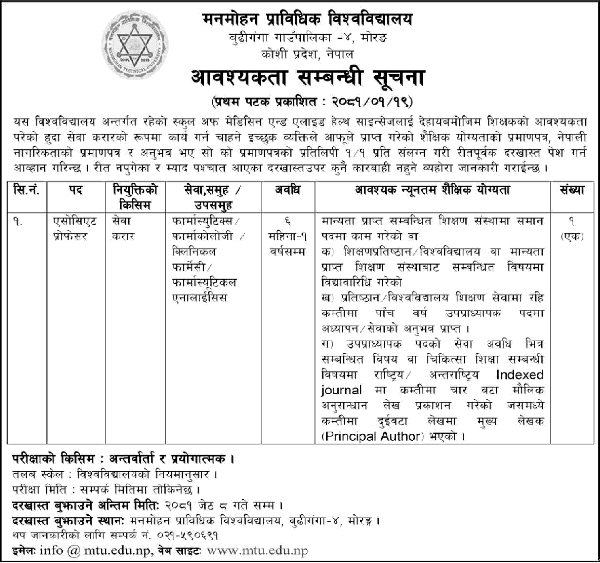 मनमोहन प्राविधिक विश्वविद्यालय
बुढीगंगा गाउँपालिका -४, मोरङ
कोशी प्रदेश, नेपाल
आवश्यकता सम्बन्धी सूचना
(प्रथम पटक प्रकाशित : २०८१/०१/१९)
यस विश्वविद्यालय अन्तर्गत रहेको स्कुल अफ मेडिसिन एन्ड एलाइड हेल्थ साइन्सेजलाई देहायबमोजिम शिक्षकको आवश्यकता
परेको हुदा सेवा करारको रूपमा कार्य गर्न चाहने इच्छुक व्यक्तिले आफूले प्राप्त गरेको शैक्षिक योग्यताको प्रमाणपत्र, नेपाली
नागरिकताको प्रमाणपत्र र अनुभव भए सो को प्रमाणपत्रको प्रतिलिपी १/१ प्रति संलग्न गरी रीतपूर्वक दरखास्त पेश गर्न
आव्हान गरिन्छ । रीत नपुगेका र म्याद पश्चात आएका दरखास्तउपर कुनै कारवाही नहुने व्यहोरा जानकारी गराईन्छ ।
सि.नं. पद नियुक्तिको किसिम सेवा,समुह / उपसमुह अवधि आवश्यक न्यूनतम शैक्षिक योग्यता संख्या
१. एसोसिएट प्रोफेसर सेवा करार फार्मास्युटिक्स/ फार्माकोलोजी / क्लिनिकल फार्मेसी/ फार्मास्यूटिकल एनालाईसिस ६ महिना-१ वर्षसम्म
मान्यता प्राप्त सम्वन्धित शिक्षण संस्थामा समान
पदमा काम गरेको वा
क) शिक्षणप्रतिष्ठान/विश्वविद्यालय वा मान्यता
प्राप्त शिक्षण संस्थाबाट सम्बन्धित विषयमा
विद्यावारिधि गरेको
ख) प्रतिष्ठान/विश्वविद्यालय शिक्षण सेवामा रहि
कम्तीमा पाँच वर्ष उपप्राध्यापक पदमा
अध्यापन/सेवाको अनुभव प्राप्त ।
ग) उपप्राध्यापक पदको सेवा अवधि भित्र
सम्बन्धित विषय वा चिकित्सा शिक्षा सम्बण्धी
विषयमा राष्ट्रिय/ अन्तराष्ट्रिय Indexed
journal मा कम्तीमा चार वटा मौलिक
अनुसन्धान लेख प्रकाशन गरेको जसमध्ये
कम्तीमा दुईवटा लेखमा मुख्य लेखक
(Principal Author) भएको ।
१ (एक)
परीक्षाको किसिम : अन्तर्वार्ता र प्रयोगात्मक ।
तलब स्केल : विश्वविद्यालयको नियमानुसार ।
परीक्षा मिति : सम्पर्क मितिमा तोकिनेछ ।
दरखास्त बुझाउने अन्तिम मिति: २०८१ जेठ ८ गते सम्म ।
दरखास्त बुझाउने स्थान: मनमोहन प्राविधिक विश्वविद्यालय, बुढीगंगा-४, मोरङ्ग ।
थप जानकारीको लागि सम्पर्क नं. ०२१-५९०६९१
इमेल: info @ mtu.edu.np, वेब साइट: www.mtu.edu.np